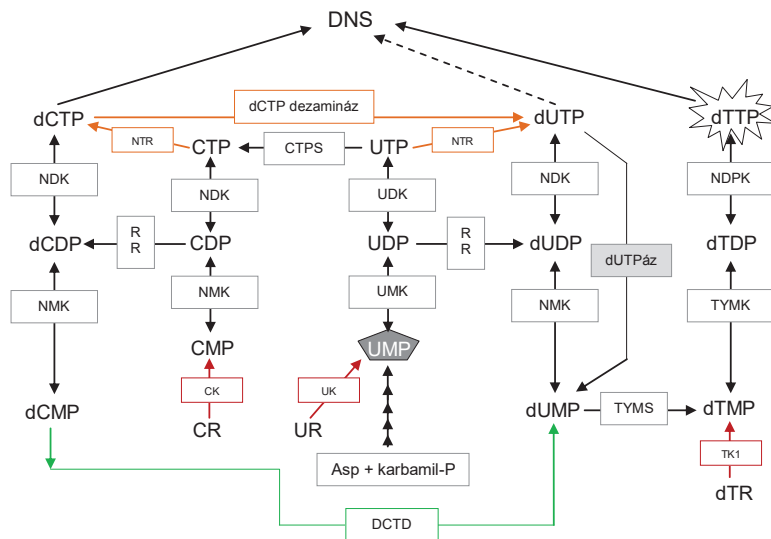 DNS
dCTP
dCTP dezamináz
dUTP
dTTP
NTR
CTP
CTPS
UTP
NTR
NDK
NDK
UDK
NDK
NDPK
dCDP
R
R
CDP
UDP
R
R
dUDP
dUTPáz
dTDP
NMK
NMK
UMK
NMK
TYMK
CMP
UMP
dCMP
CK
UK
dUMP
TYMS
dTMP
CR
UR
TK1
Asp + karbamil-P
dTR
DCTD